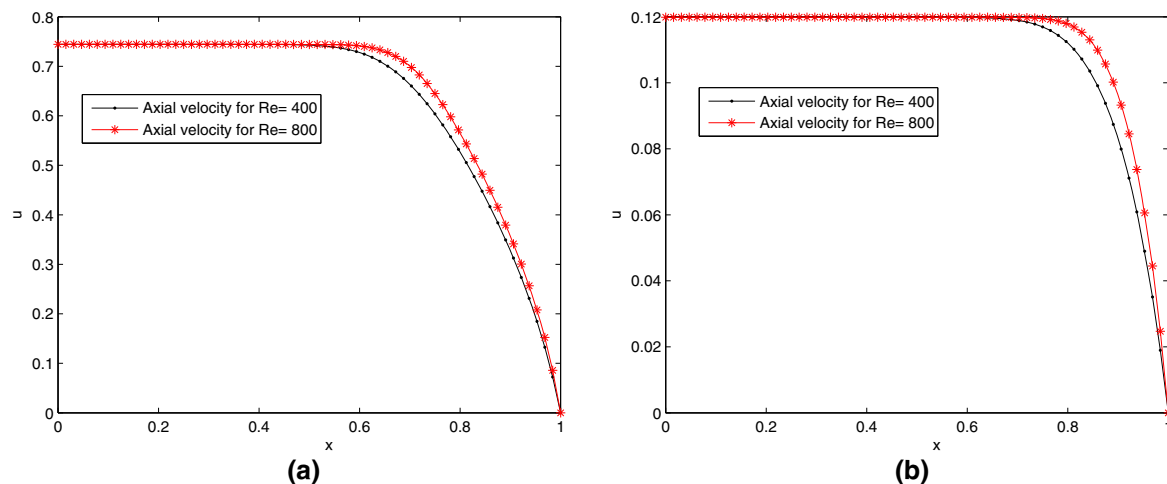 0.8
0.7
0.6
0.5
0.4
0.3
0.2
0.1
0
u
Axial velocity for Re= 400
Axial velocity for Re= 800
0 0.2 0.4 0.6 0.8 1
x
(a)
0.12
0.1
0.08
0.06
0.04
0.02
0
u
Axial velocity for Re= 400
Axial velocity for Re= 800
0 0.2 0.4 0.6 0.8 1
x
(b)